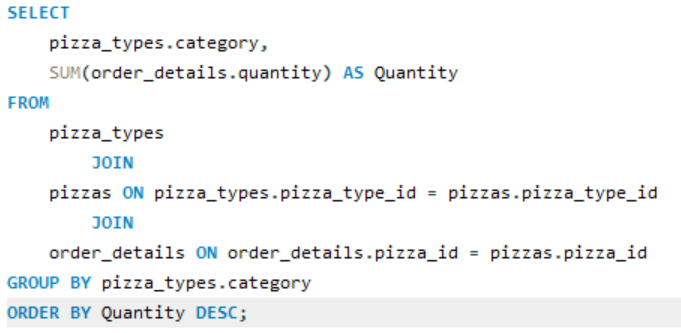 SELECT
pizza_types.category,
SUM(order_details.quantity) AS Quantity
FROM
pizza_types
JOIN
pizzas ON pizza_types.pizza_type_id = pizzas.pizza_type_id
JOIN
order_details ON order_details.pizza_id = pizzas.pizza_id
GROUP BY pizza_types.category
ORDER BY Quantity DESC;